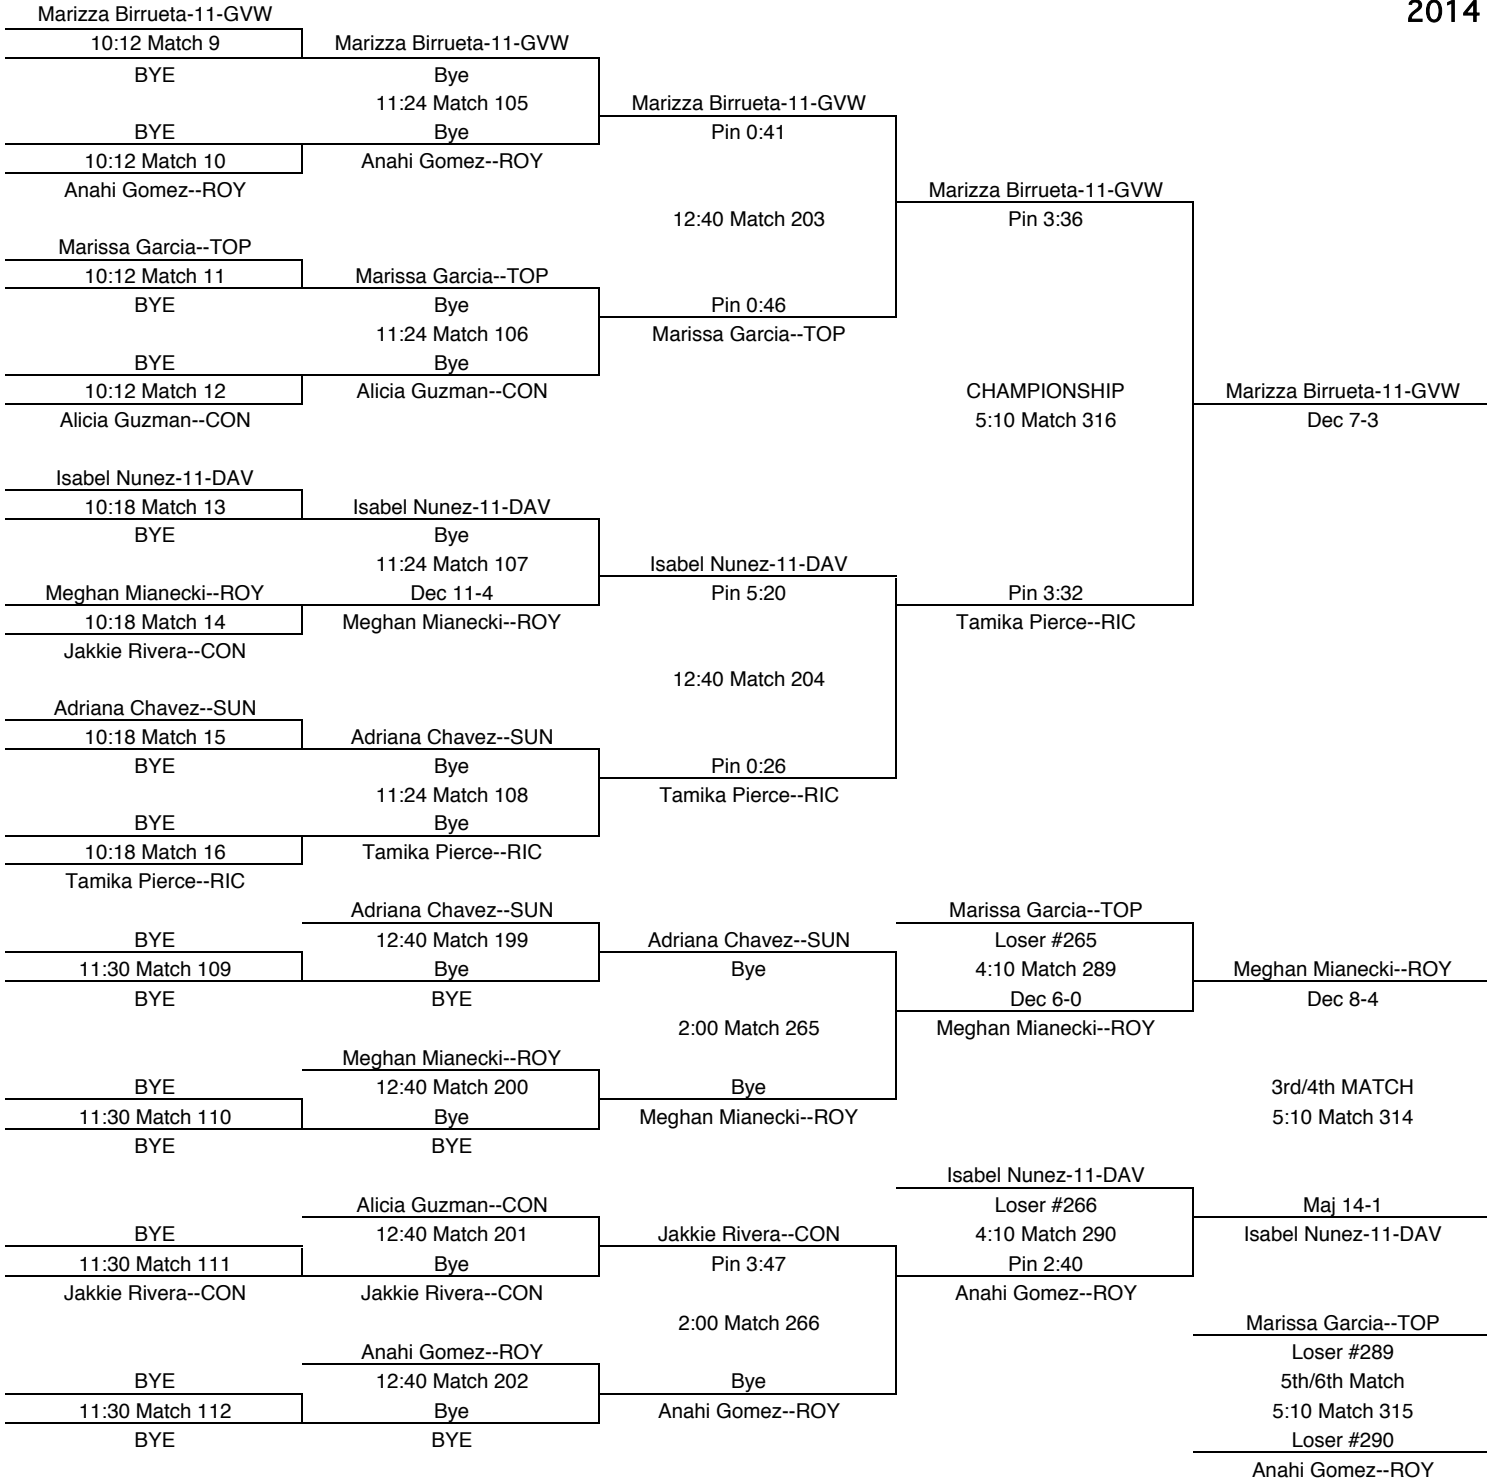 2014
Marizza Birrueta-11-GVW
10:12 Match 9
BYE
BYE
10:12 Match 10
Anahi Gomez--ROY
Marissa Garcia--TOP
10:12 Match 11
BYE
BYE
10:12 Match 12
Alicia Guzman--CON
Isabel Nunez-11-DAV
10:18 Match 13
BYE
Meghan Mianecki--ROY
10:18 Match 14
Jakkie Rivera--CON
Adriana Chavez--SUN
10:18 Match 15
BYE
BYE
10:18 Match 16
Tamika Pierce--RIC
Marizza Birrueta-11-GVW
Bye
11:24 Match 105
Bye
Anahi Gomez--ROY
Marissa Garcia--TOP
Bye
11:24 Match 106
Bye
Alicia Guzman--CON
Isabel Nunez-11-DAV
Bye
11:24 Match 107
Dec 11-4
Meghan Mianecki--ROY
Adriana Chavez--SUN
Bye
11:24 Match 108
Bye
Tamika Pierce--RIC
Marizza Birrueta-11-GVW
Pin 0:41
12:40 Match 203
Pin 0:46
Marissa Garcia--TOP
Isabel Nunez-11-DAV
Pin 5:20
12:40 Match 204
Pin 0:26
Tamika Pierce--RIC
Marizza Birrueta-11-GVW
Pin 3:36
CHAMPIONSHIP
5:10 Match 316
Pin 3:32
Tamika Pierce--RIC
Marizza Birrueta-11-GVW
Dec 7-3
BYE
11:30 Match 109
BYE
BYE
11:30 Match 110
BYE
BYE
11:30 Match 111
Jakkie Rivera--CON
BYE
11:30 Match 112
BYE
Adriana Chavez--SUN
12:40 Match 199
Bye
BYE
Meghan Mianecki--ROY
12:40 Match 200
Bye
BYE
Alicia Guzman--CON
12:40 Match 201
Bye
Jakkie Rivera--CON
Anahi Gomez--ROY
12:40 Match 202
Bye
BYE
Adriana Chavez--SUN
Bye
2:00 Match 265
Bye
Meghan Mianecki--ROY
Jakkie Rivera--CON
Pin 3:47
2:00 Match 266
Bye
Anahi Gomez--ROY
Marissa Garcia--TOP
Loser #265
4:10 Match 289
Dec 6-0
Meghan Mianecki--ROY
Isabel Nunez-11-DAV
Loser #266
4:10 Match 290
Pin 2:40
Anahi Gomez--ROY
Meghan Mianecki--ROY
Dec 8-4
3rd/4th MATCH
5:10 Match 314
Maj 14-1
Isabel Nunez-11-DAV
Marissa Garcia--TOP
Loser #289
5th/6th Match
5:10 Match 315
Loser #290
Anahi Gomez--ROY